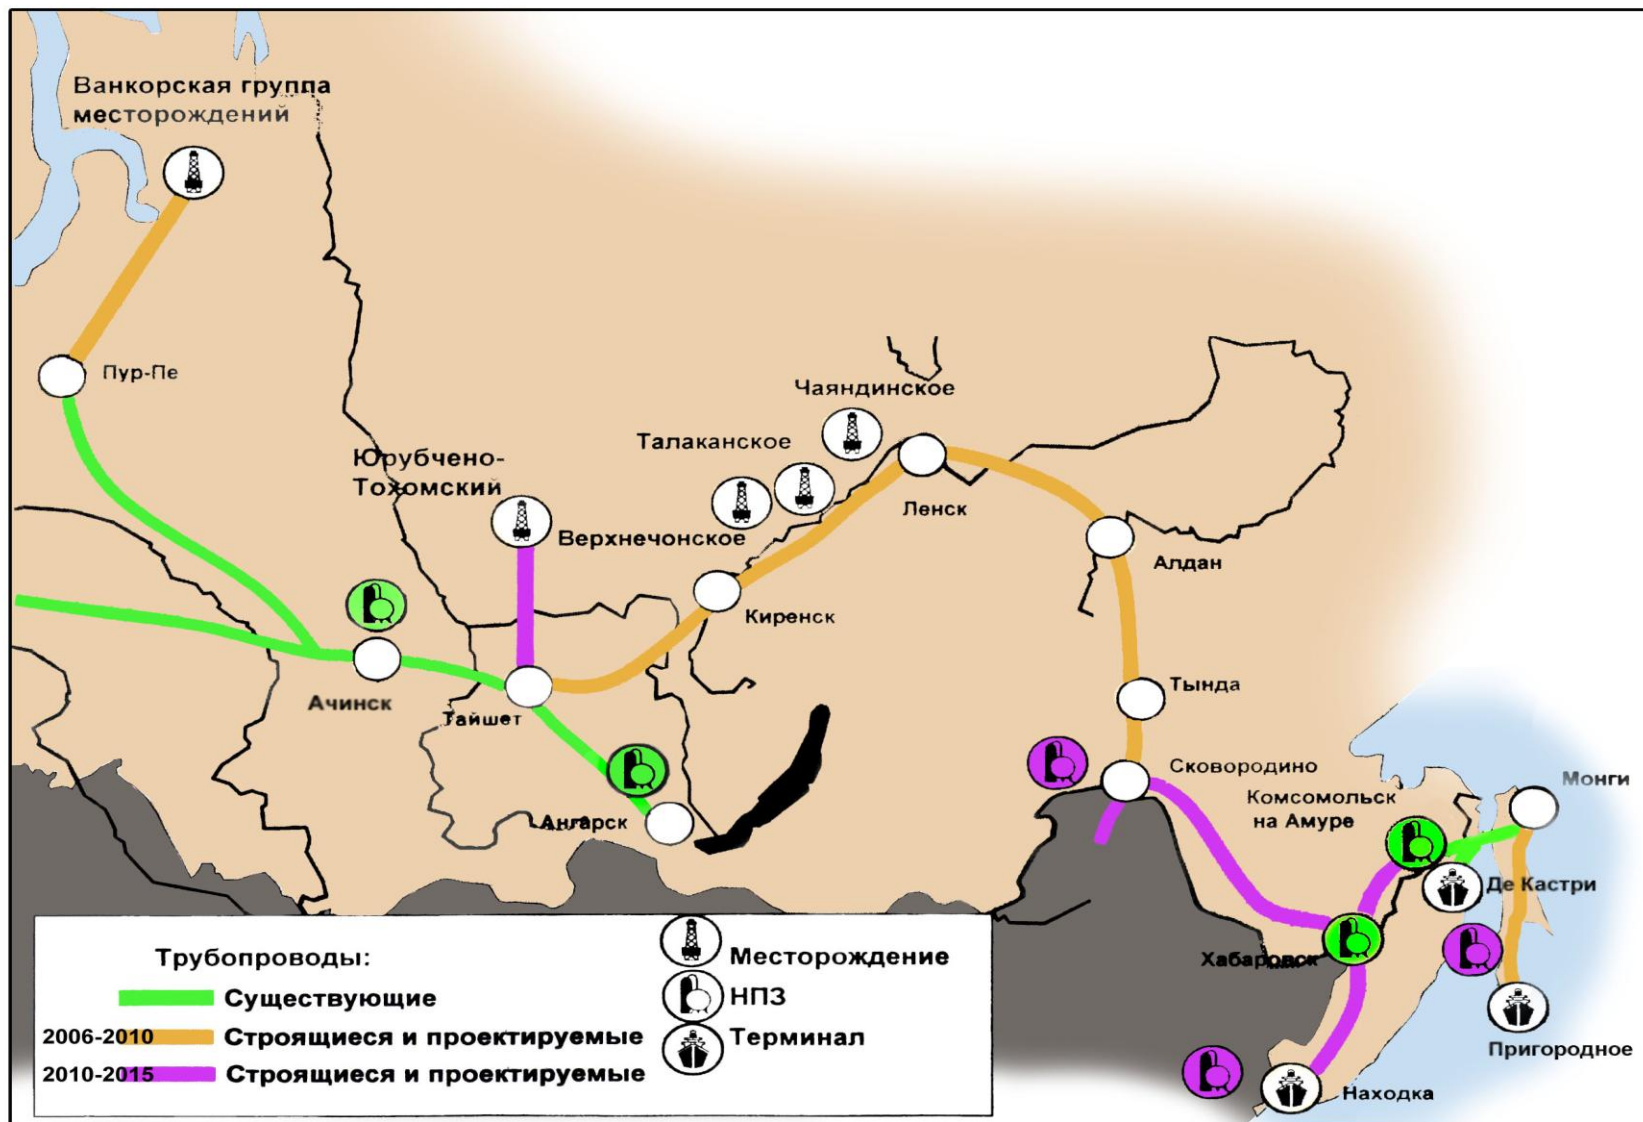 Ванкорская группа
месторождений
Пур-Пе
Чаяндинское
Талаканское
Юрубчено-
Тохомский
Верхнечонское
Ленск
Алдан
Киренск
Ачинск
Тайшет
Тында
Ангарск
Сковородино
Комсомольск
на Амуре
Монги
Де Кастри
Хабаровск
Пригородное
Находка
Трубопроводы:
Существующие
2006-2010 Строящиеся и проектируемые
2010-2015 Строящиеся и проектируемые
Месторождение
НПЗ
Терминал